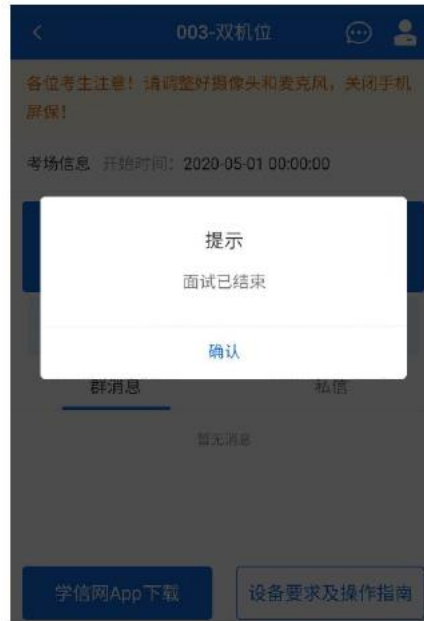 003-双机位
各位考生注意！请调整好摄像头和麦克风，关闭手机
屏保！
考场信息 开始时间：2020-05-01 00:00:00
提示
面试已结束
确认
群消息 私信
暂无消息
学信网App下载 设备要求及操作指南